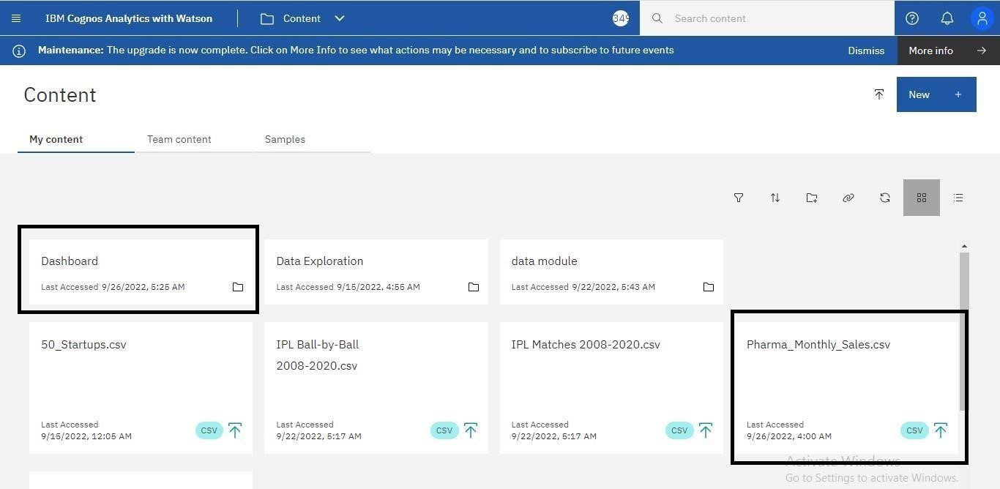 IBM Cognos Analytics with Watson
Content
349
Search content
Maintenance: The upgrade is now complete. Click on More Info to see what actions may be necessary and to subscribe to future events
Dismiss
More info
Content
New
My content
Team content
Samples
Dashboard
Last Accessed 9/26/2022, 5:25 AM
Data Exploration
Last Accessed 9/15/2022, 4:55 AM
data module
Last Accessed 9/22/2022, 5:43 AM
50_Startups.csv
Last Accessed
9/15/2022, 12:05 AM
CSV
IPL Ball-by-Ball
2008-2020.csv
Last Accessed
9/22/2022, 5:17 AM
CSV
IPL Matches 2008-2020.csv
Last Accessed
9/22/2022, 5:17 AM
CSV
Pharma_Monthly_Sales.csv
Last Accessed
9/26/2022, 4:00 AM
CSV
Activate Windows
Go to Settings to activate Windows.